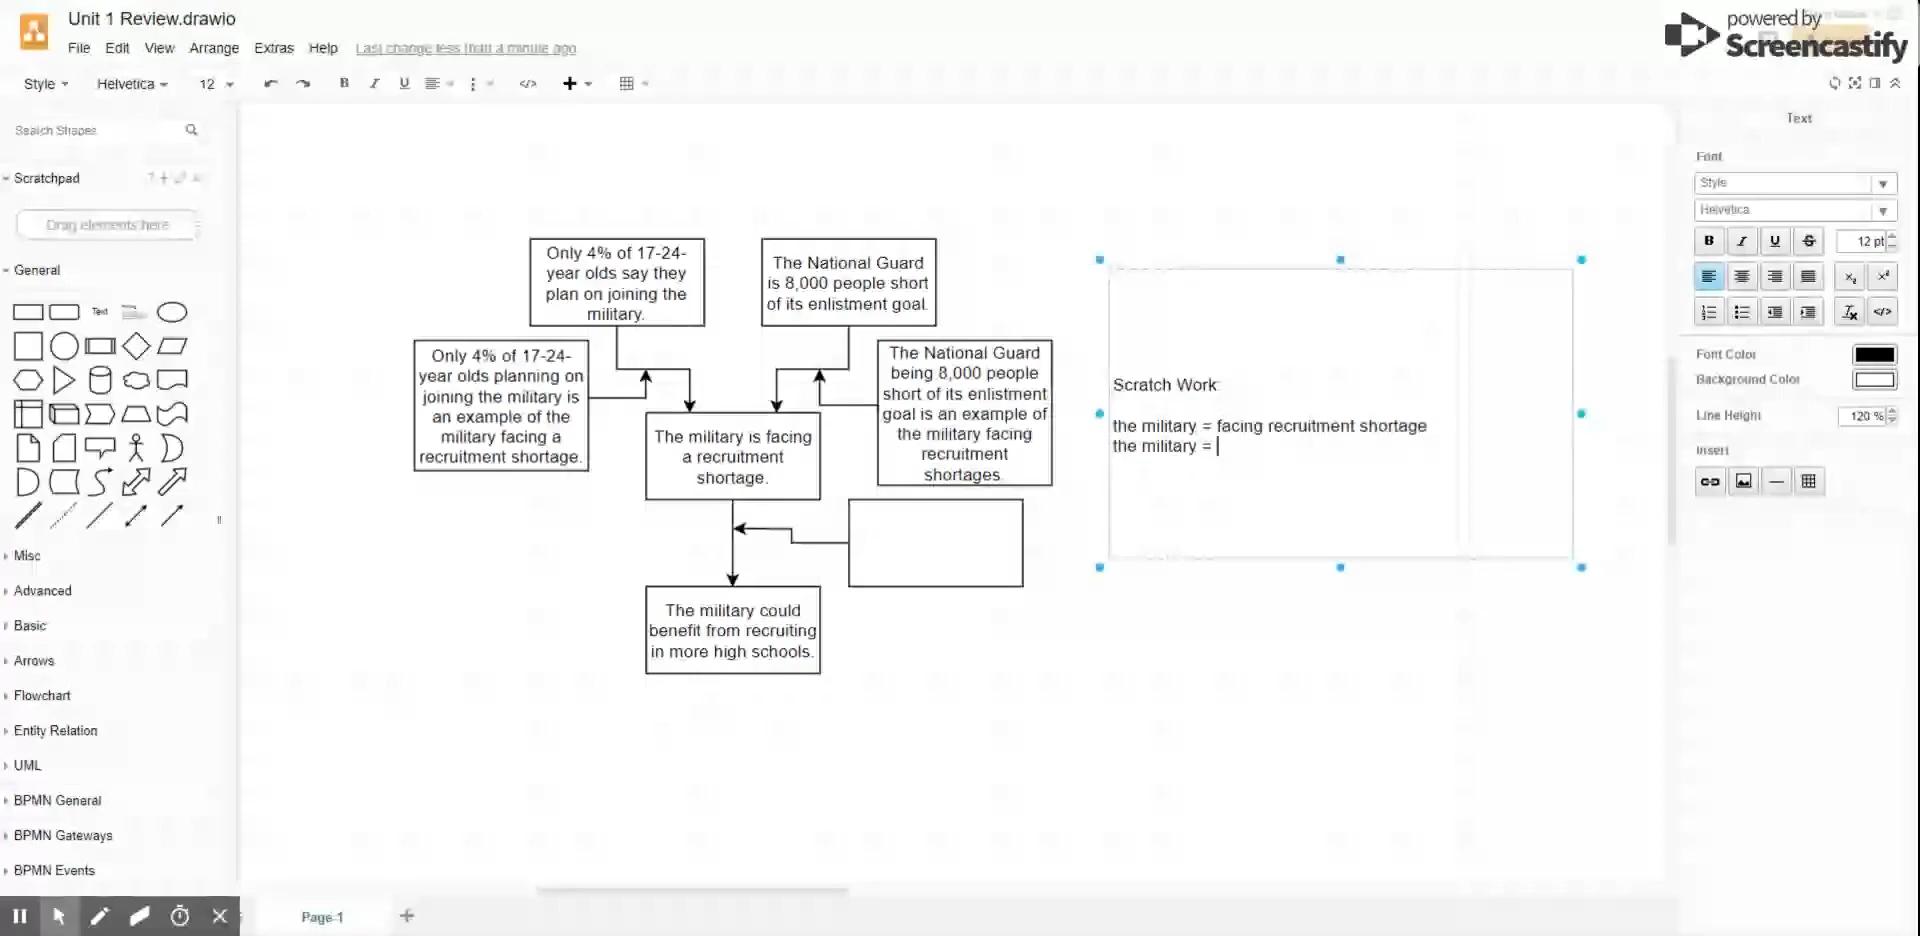 Unit 1 Review.drawio
powered by
Screencastify
File Edit View Arrange Extras Help Last change less than a minute ago
Style Helvetica 12 B I U </>
Search Shapes
Scratchpad
Drag elements here
General
Text
Misc
Advanced
Basic
Arrows
Flowchart
Entity Relation
UML
BPMN General
BPMN Gateways
BPMN Events
Only 4% of 17-24-
year olds say they
plan on joining the
military.
The National Guard
is 8,000 people short
of its enlistment goal.
Only 4% of 17-24-
year olds planning on
joining the military is
an example of the
military facing a
recruitment shortage.
The National Guard
being 8,000 people
short of its enlistment
goal is an example of
the military facing
recruitment
shortages.
The military is facing
a recruitment
shortage.
The military could
benefit from recruiting
in more high schools.
Scratch Work:
the military = facing recruitment shortage
the military =
Text
Font
Style
Helvetica
B I U S 12 pt
Font Color
Background Color
Line Height 120 %
Insert
Page-1